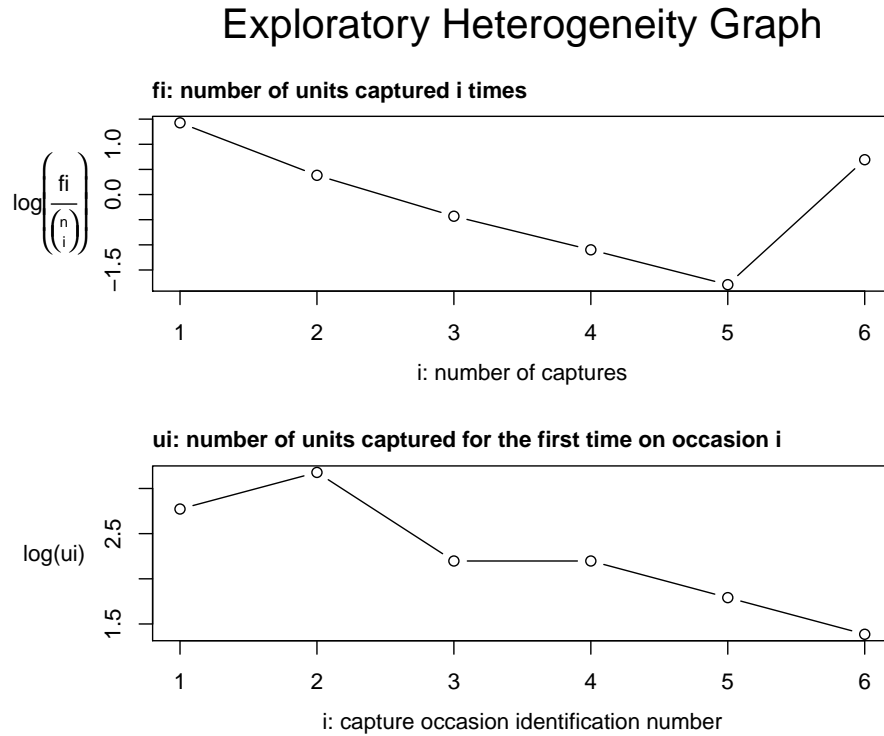 Exploratory Heterogeneity Graph
fi: number of units captured i times
log(fi/(n i))
1.0
0.0
−1.5
1 2 3 4 5 6
i: number of captures
ui: number of units captured for the first time on occasion i
log(ui)
2.5
1.5
1 2 3 4 5 6
i: capture occasion identification number